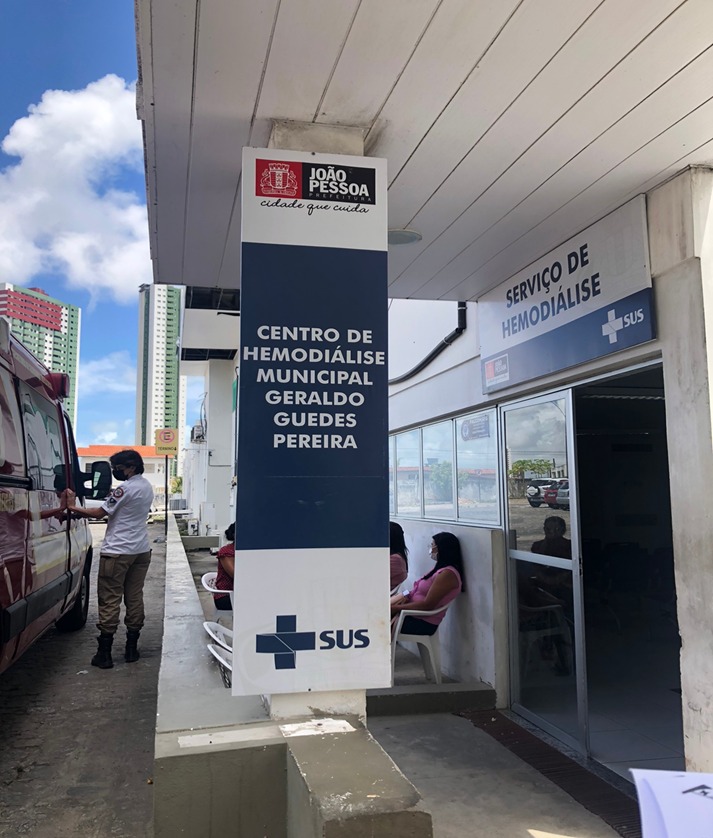 JOÃO
PESSOA
PREFEITURA
cidade que cuida
CENTRO DE
HEMODIÁLISE
MUNICIPAL
GERALDO
GUEDES
PEREIRA
SUS
SERVIÇO DE
HEMODIÁLISE
SUS